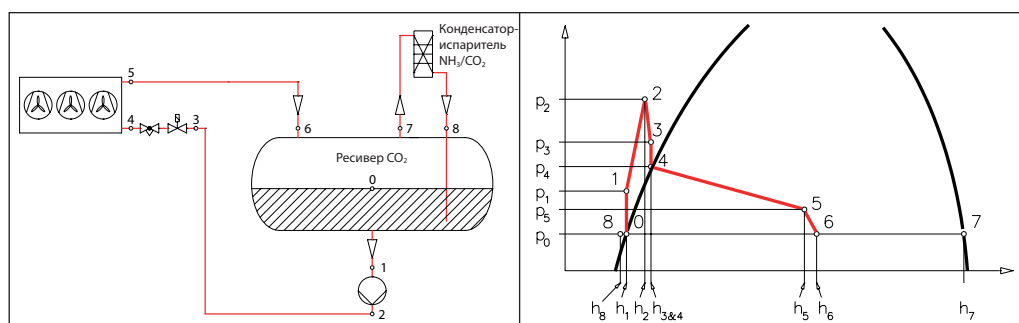 Конденсатор-
испаритель
NH₃/CO₂
5
4
3
6
7
8
Ресивер CO₂
0
1
2
p₂
p₃
p₄
p₁
p₅
p₀
2
3
4
1
5
8
0
6
7
h₈
h₁
h₂
h₃&₄
h₅
h₆
h₇